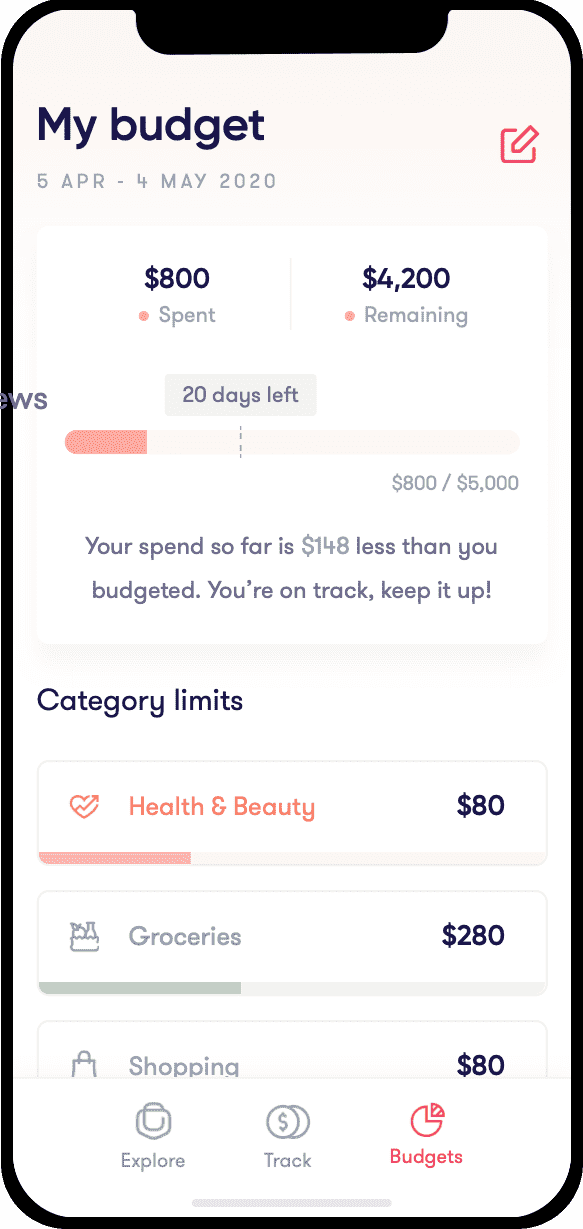 My budget
5 APR - 4 MAY 2020
$800
Spent
$4,200
Remaining
ews
20 days left
$800 / $5,000
Your spend so far is $148 less than you
budgeted. You’re on track, keep it up!
Category limits
Health & Beauty
$80
Groceries
$280
Shopping
$80
$
Explore
Track
Budgets